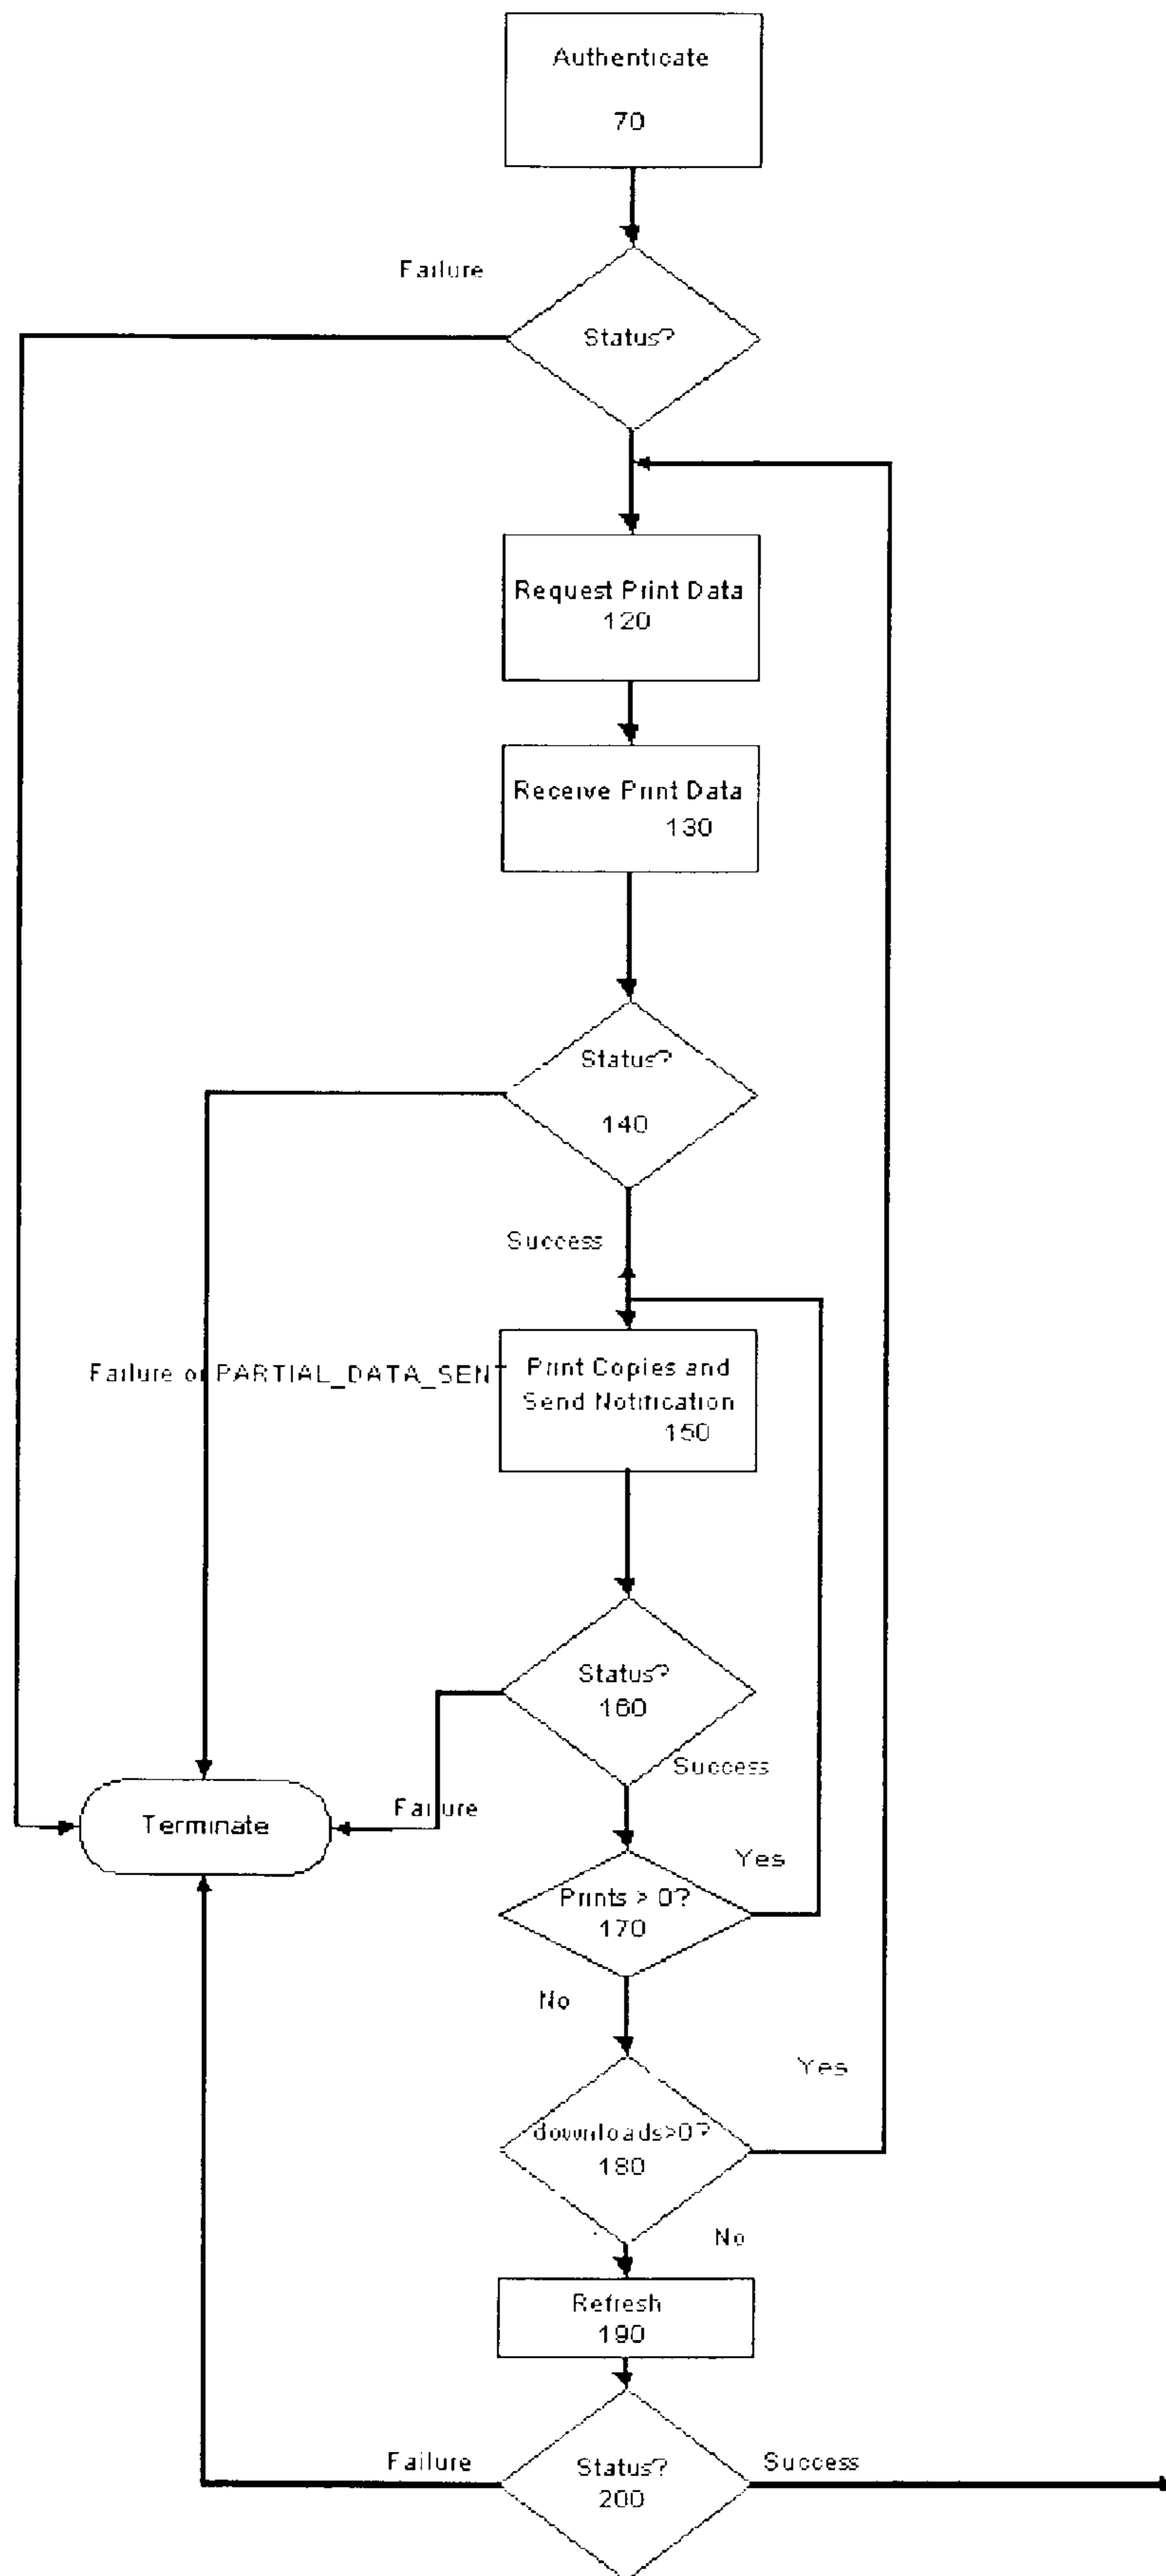 Authenticate
70
Failure
Status?
Request Print Data
120
Receive Print Data
130
Status?
140
Success
Failure or PARTIAL_DATA_SENT
Print Copies and
Send Notification
150
Status?
160
Success
Terminate
Failure
Yes
Prints > 0?
170
No
Yes
downloads>0?
180
No
Refresh
190
Failure
Status?
200
Success